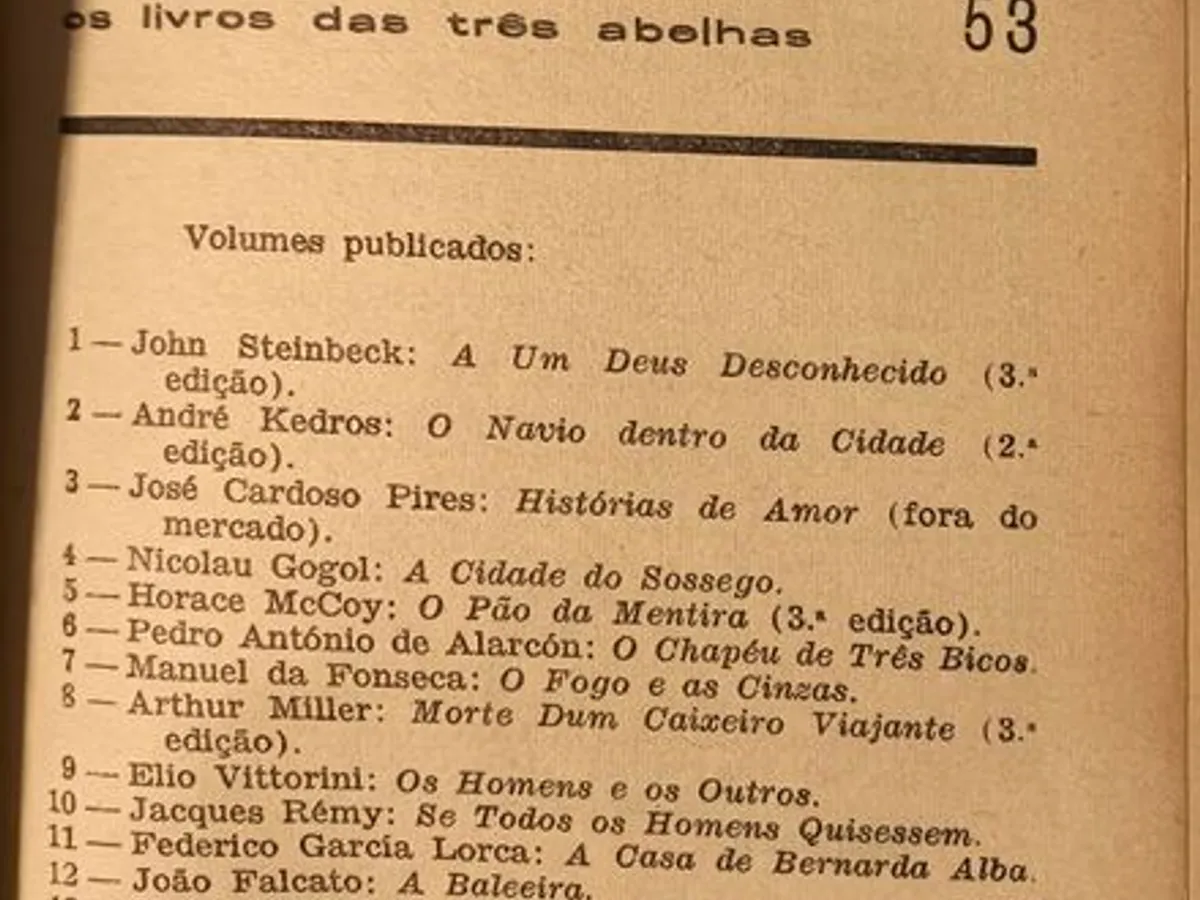 os livros das três abelhas 53
Volumes publicados:
1 — John Steinbeck: A Um Deus Desconhecido (3.ª
edição).
2 — André Kedros: O Navio dentro da Cidade (2.ª
edição).
3 — José Cardoso Pires: Histórias de Amor (fora do
mercado).
4 — Nicolau Gogol: A Cidade do Sossego.
5 — Horace McCoy: O Pão da Mentira (3.ª edição).
6 — Pedro António de Alarcón: O Chapéu de Três Bicos.
7 — Manuel da Fonseca: O Fogo e as Cinzas.
8 — Arthur Miller: Morte Dum Caixeiro Viajante (3.ª
edição).
9 — Elio Vittorini: Os Homens e os Outros.
10 — Jacques Rémy: Se Todos os Homens Quisessem.
11 — Federico García Lorca: A Casa de Bernarda Alba.
12 — João Falcato: A Baleeira.